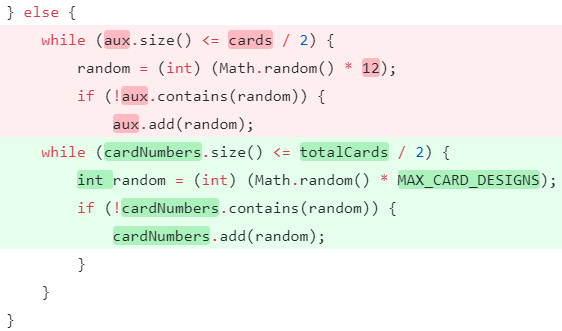 } else {
while (aux.size() <= cards / 2) {
random = (int) (Math.random() * 12);
if (!aux.contains(random)) {
aux.add(random);
while (cardNumbers.size() <= totalCards / 2) {
int random = (int) (Math.random() * MAX_CARD_DESIGNS);
if (!cardNumbers.contains(random)) {
cardNumbers.add(random);
}
}
}